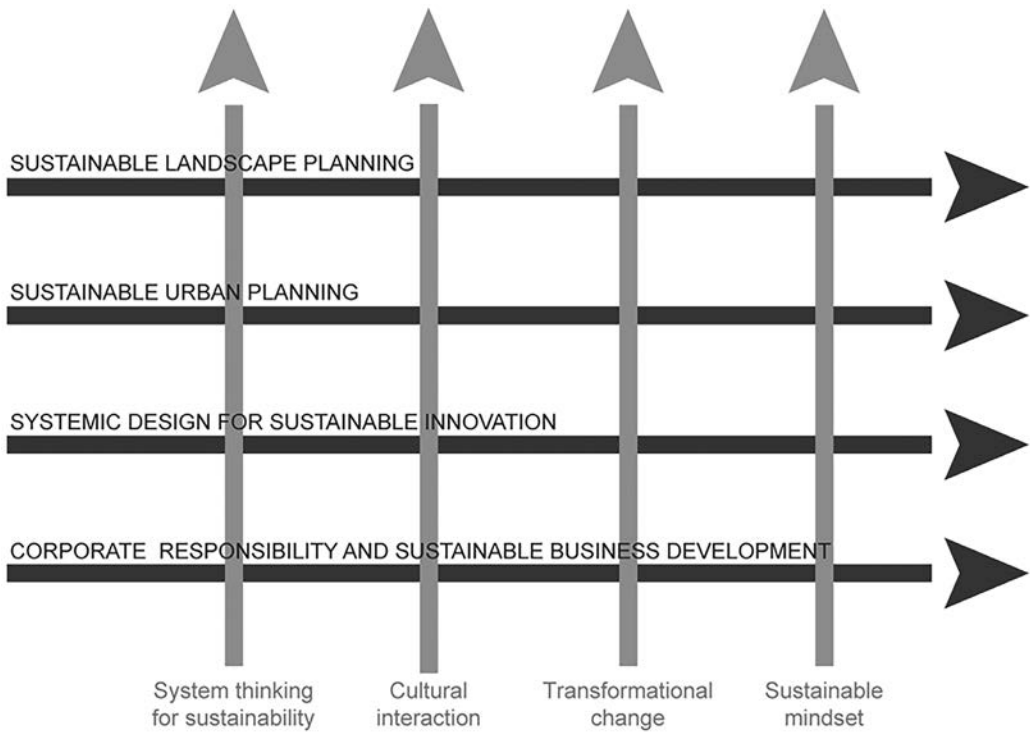 SUSTAINABLE LANDSCAPE PLANNING
SUSTAINABLE URBAN PLANNING
SYSTEMIC DESIGN FOR SUSTAINABLE INNOVATION
CORPORATE  RESPONSIBILITY AND SUSTAINABLE BUSINESS DEVELOPMENT
System thinking
for sustainability
Cultural
interaction
Transformational
change
Sustainable
mindset